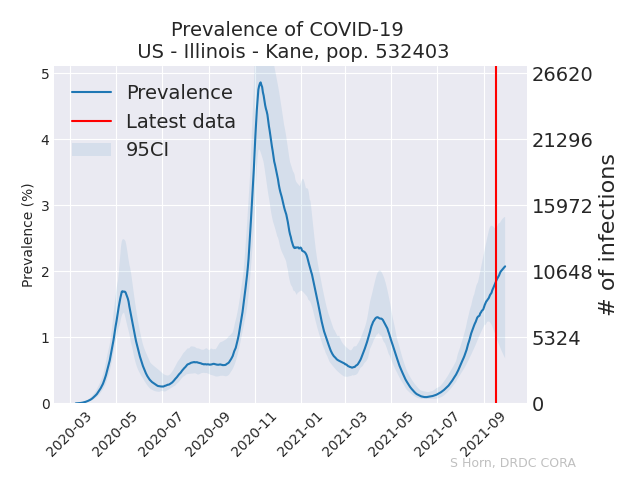 Prevalence of COVID-19
US - Illinois - Kane, pop. 532403
Prevalence
Latest data
95CI
Prevalence (%)
5
4
3
2
1
0
26620
21296
15972
10648
5324
0
# of infections
2020-03
2020-05
2020-07
2020-09
2020-11
2021-01
2021-03
2021-05
2021-07
2021-09
S Horn, DRDC CORA